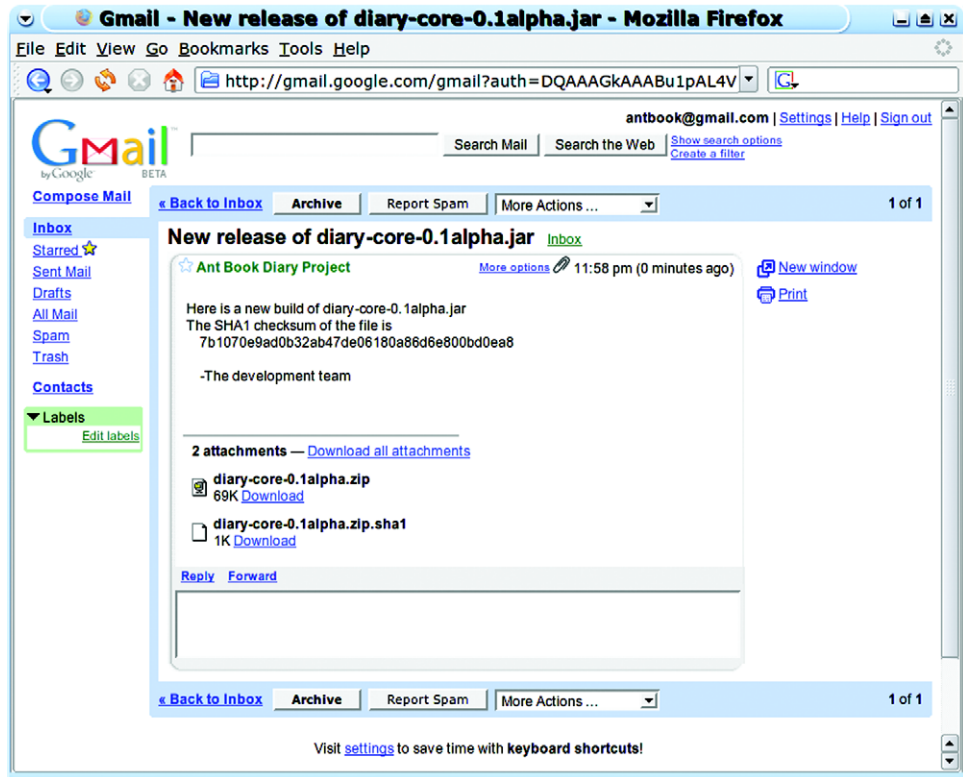 Gmail - New release of diary-core-0.1alpha.jar - Mozilla Firefox
File Edit View Go Bookmarks Tools Help
http://gmail.google.com/gmail?auth=DQAAAGkAAABu1pAL4V G
antbook@gmail.com | Settings | Help | Sign out
Gmail
by Google BETA
Search Mail Search the Web Show search options
Create a filter
Compose Mail
Inbox
Starred
Sent Mail
Drafts
All Mail
Spam
Trash
Contacts
Labels
Edit labels
« Back to Inbox Archive Report Spam More Actions ... 1 of 1
New release of diary-core-0.1alpha.jar Inbox
Ant Book Diary Project More options 11:58 pm (0 minutes ago)
New window
Print
Here is a new build of diary-core-0.1alpha.jar
The SHA1 checksum of the file is
7b1070e9ad0b32ab47de06180a86d6e800bd0ea8
-The development team
2 attachments — Download all attachments
diary-core-0.1alpha.zip
69K Download
diary-core-0.1alpha.zip.sha1
1K Download
Reply Forward
« Back to Inbox Archive Report Spam More Actions ... 1 of 1
Visit settings to save time with keyboard shortcuts!